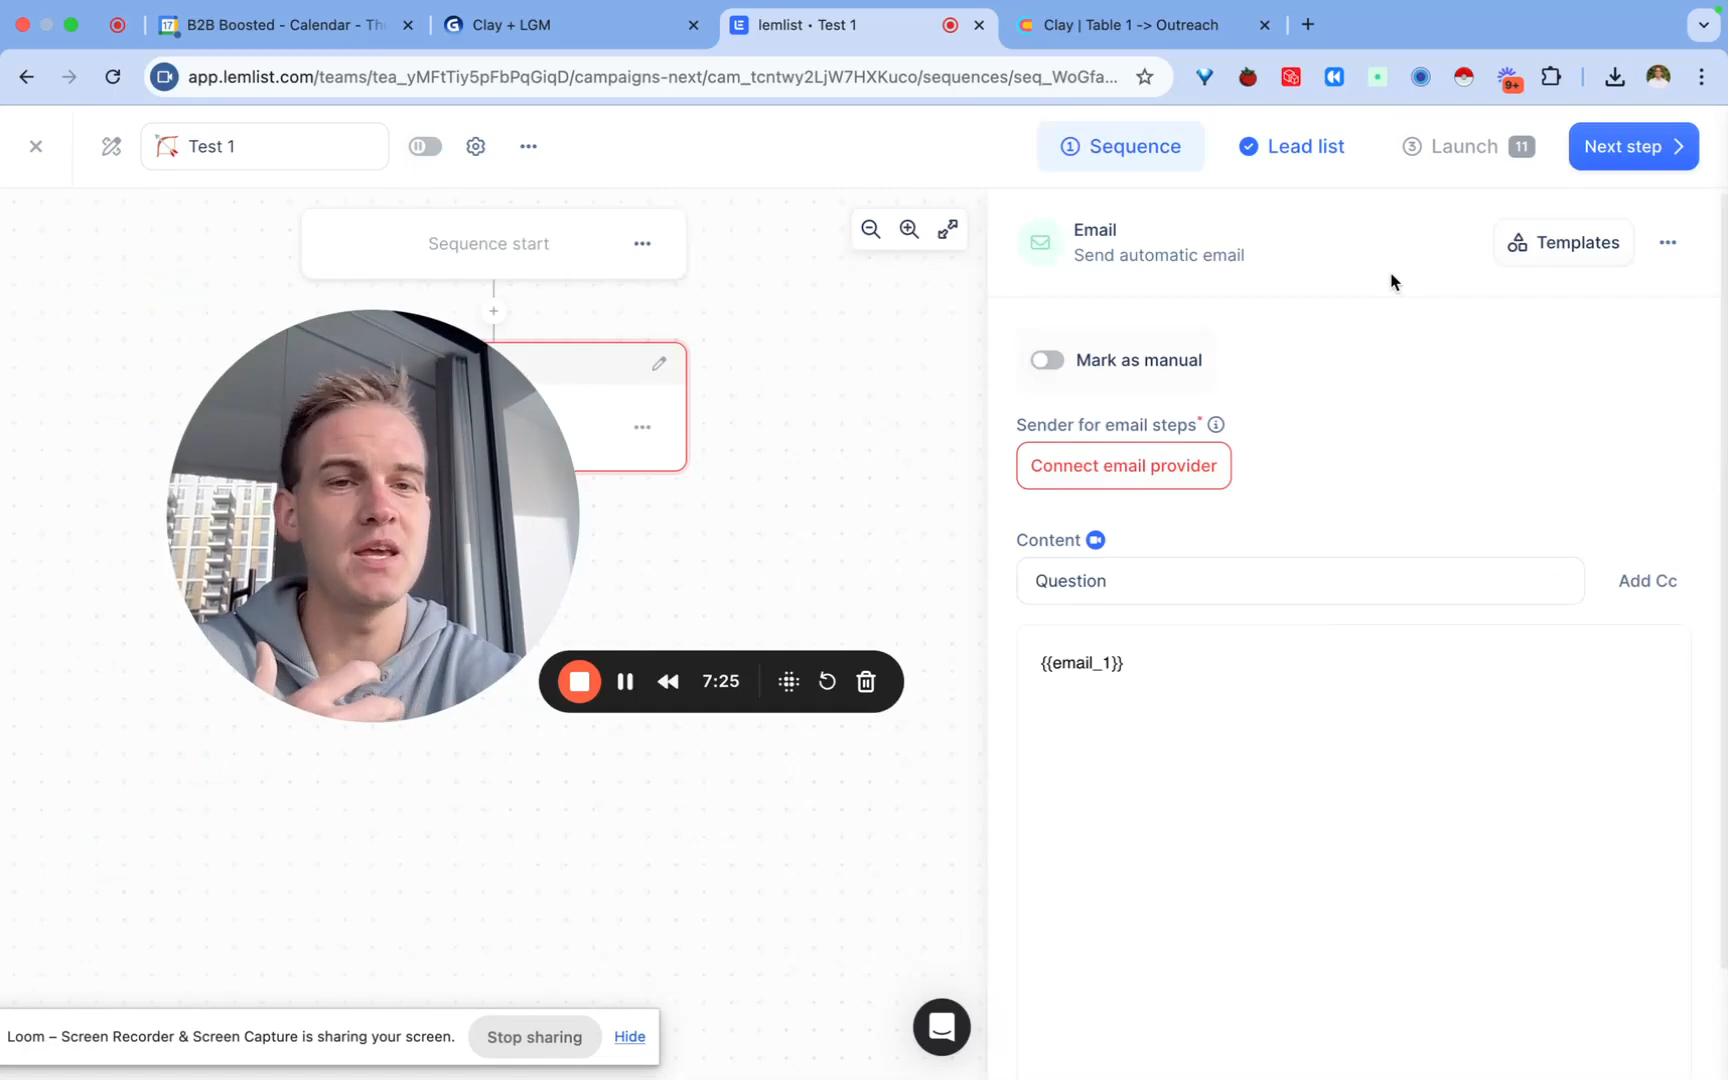 B2B Boosted - Calendar - Th
Clay + LGM
lemlist • Test 1
Clay | Table 1 -> Outreach
app.lemlist.com/teams/tea_yMFtTiy5pFbPqGiqD/campaigns-next/cam_tcntwy2LjW7HXKuco/sequences/seq_WoGfa...
9+
Test 1
1 Sequence
Lead list
3 Launch 11
Next step
Sequence start
Email
Send automatic email
Templates
Mark as manual
Sender for email steps*
Connect email provider
Content
Question
Add Cc
{{email_1}}
7:25
Loom – Screen Recorder & Screen Capture is sharing your screen.
Stop sharing
Hide